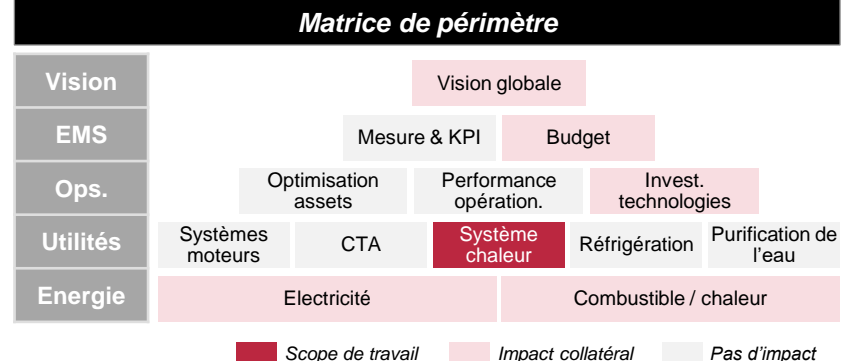 Matrice de périmètre
Vision
Vision globale
EMS
Mesure & KPI
Budget
Ops.
Optimisation
assets
Performance
opération.
Invest.
technologies
Utilités
Systèmes
moteurs
CTA
Système
chaleur
Réfrigération
Purification de
l'eau
Energie
Electricité
Combustible / chaleur
Scope de travail
Impact collatéral
Pas d'impact